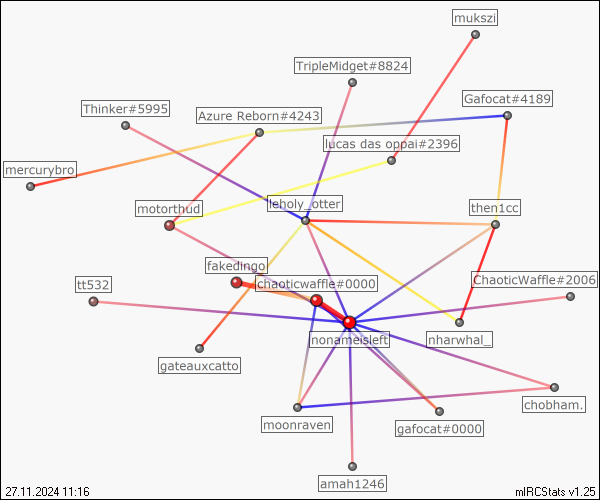 mukszi
TripleMidget#8824
Gafocat#4189
Thinker#5995
Azure Reborn#4243
lucas das oppai#2396
mercurybro
leholy_otter
then1cc
motorthud
fakedingo
chaoticwaffle#0000
ChaoticWaffle#2006
tt532
nonameisleft
nharwhal_
gateauxcatto
chobham.
moonraven
gafocat#0000
amah1246
27.11.2024 11:16
mIRCStats v1.25